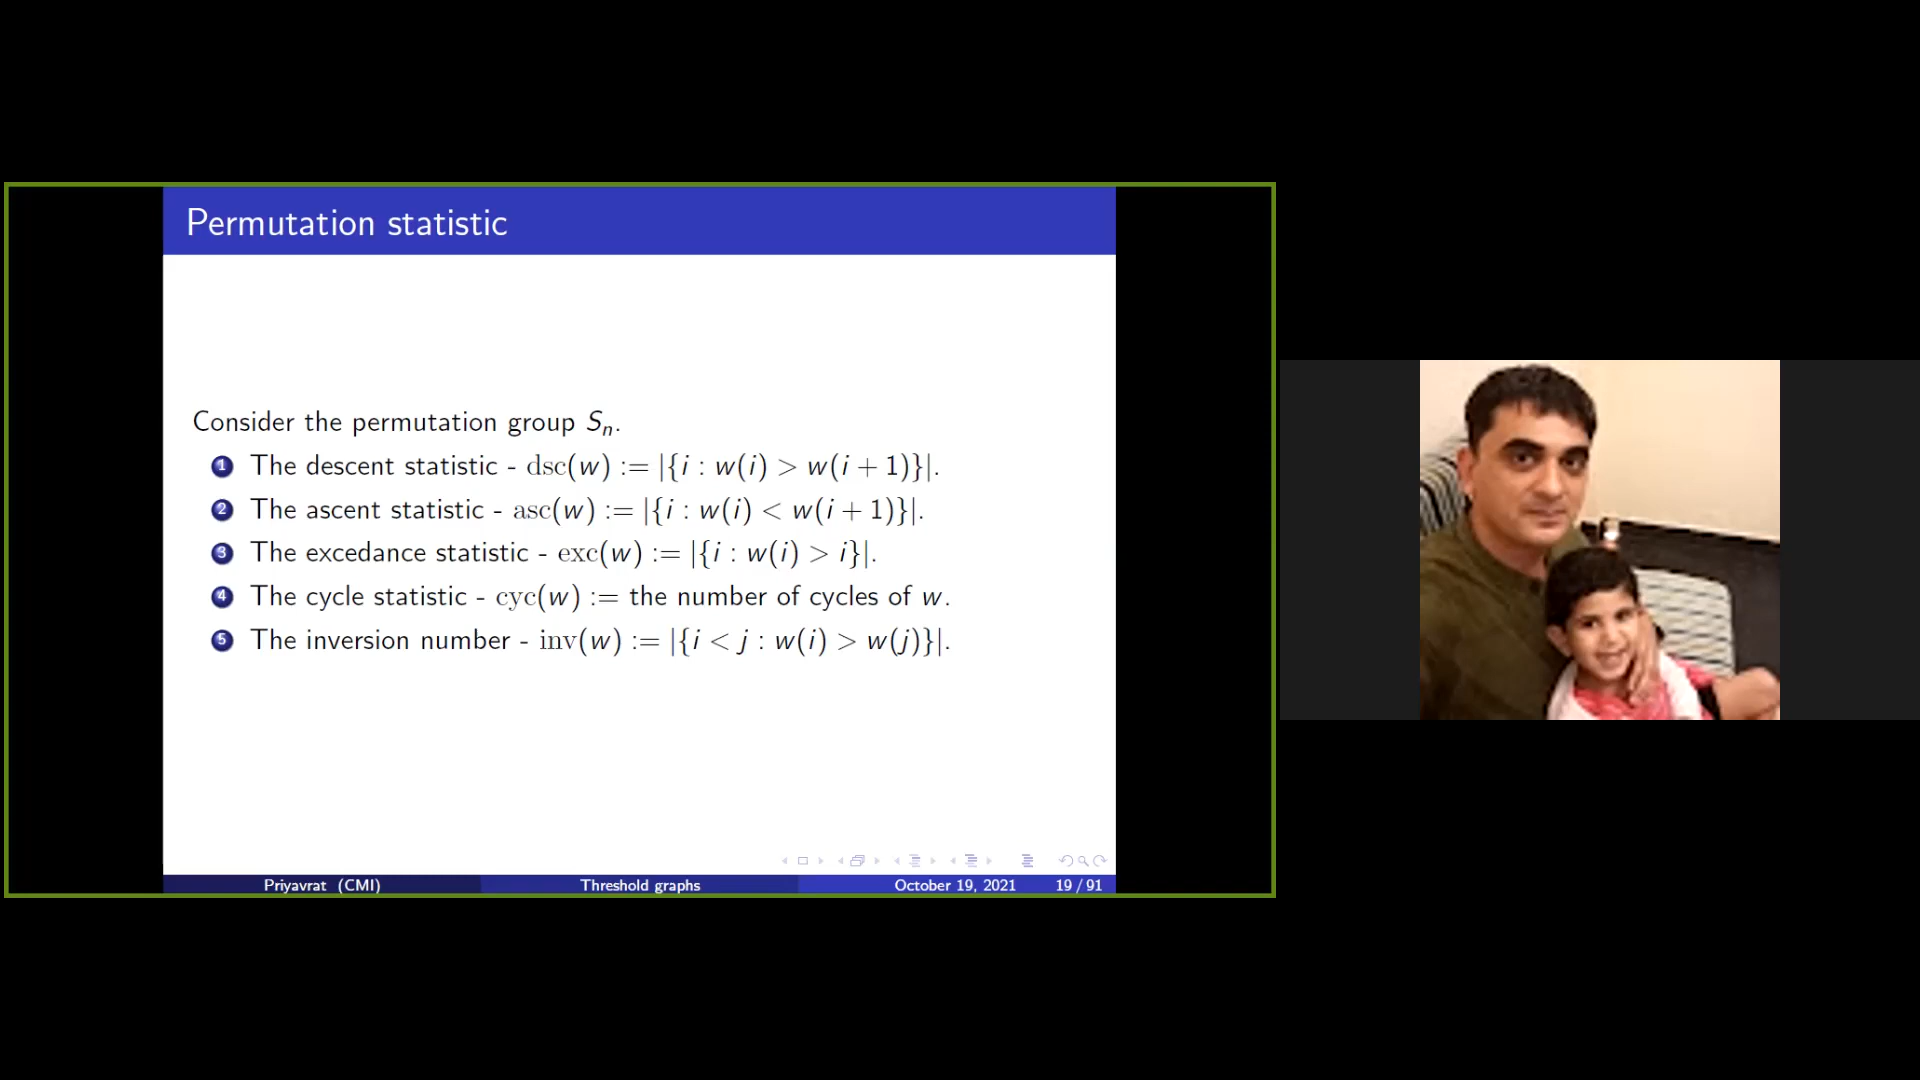 Permutation statistic
Consider the permutation group Sₙ.
1 The descent statistic - dsc(w) := |{i : w(i) > w(i + 1)}|.
2 The ascent statistic - asc(w) := |{i : w(i) < w(i + 1)}|.
3 The excedance statistic - exc(w) := |{i : w(i) > i}|.
4 The cycle statistic - cyc(w) := the number of cycles of w.
5 The inversion number - inv(w) := |{i < j : w(i) > w(j)}|.
Priyavrat (CMI) Threshold graphs October 19, 2021 19 / 91